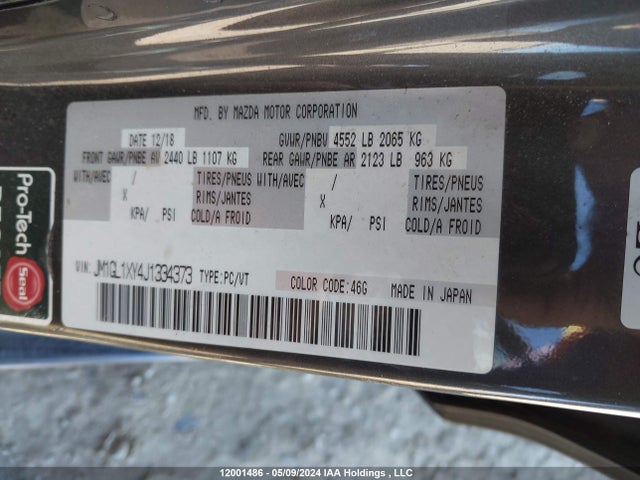 MFD. BY MAZDA MOTOR CORPORATION
DATE 12/18 GVWR/PNBV 4552 LB 2065 KG
FRONT GAWR/PNBE AV 2440 LB 1107 KG REAR GAWR/PNBE AR 2123 LB 963 KG
WITH/AVEC / TIRES/PNEUS WITH/AVEC / TIRES/PNEUS
X RIMS/JANTES X RIMS/JANTES
KPA/ PSI COLD/A FROID KPA/ PSI COLD/A FROID
VIN: JM1GL1XY4J1334373 TYPE:PC/VT
COLOR CODE:46G MADE IN JAPAN
Pro-Tech
Seal
12001486 - 05/09/2024 IAA Holdings , LLC